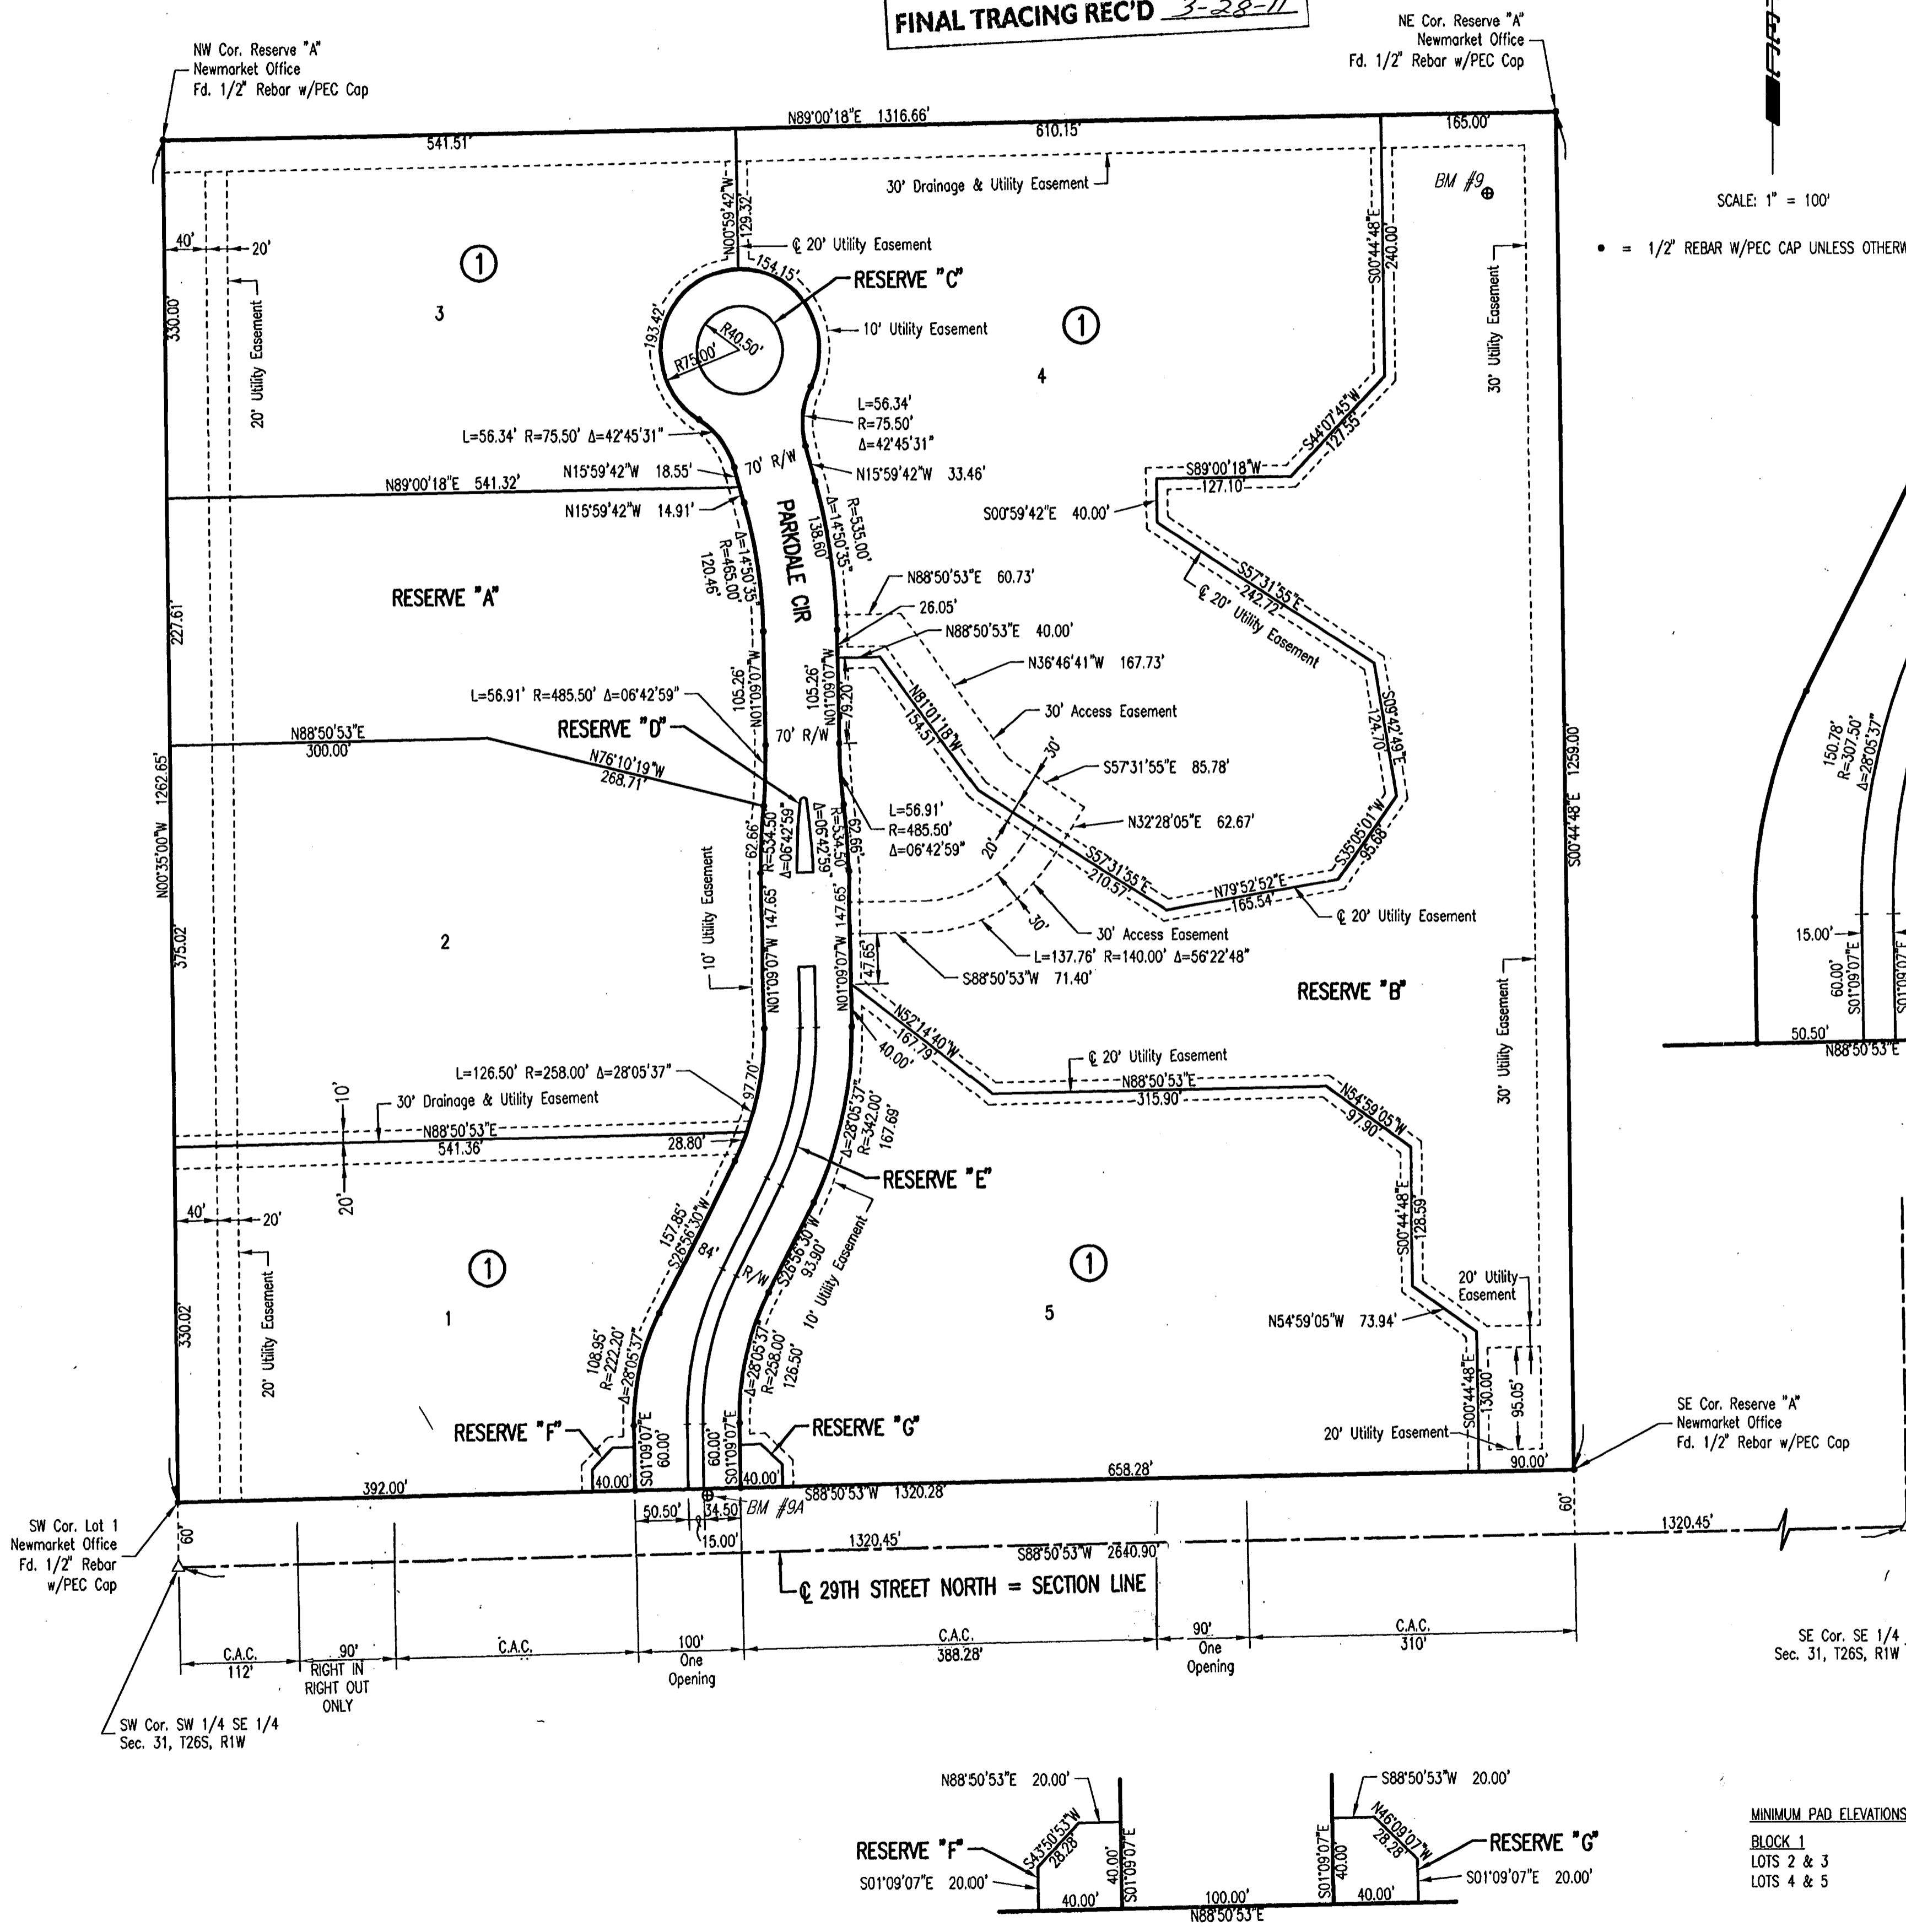 FINAL TRACING REC'D 3-28-11
NW Cor. Reserve "A"
Newmarket Office
Fd. 1/2" Rebar w/PEC Cap
NE Cor. Reserve "A"
Newmarket Office
Fd. 1/2" Rebar w/PEC Cap
SCALE: 1" = 100'
• = 1/2" REBAR W/PEC CAP UNLESS OTHERW
N89°00'18"E 1316.66'
541.51'
610.15'
165.00'
30' Drainage & Utility Easement
BM #9
N00°59'42"W
129.32'
40'
20'
℄ 20' Utility Easement
154.15'
RESERVE "C"
1
3
20' Utility Easement
330.00'
193.42'
R40.50'
R75.00'
10' Utility Easement
1
4
S00°44'48"E
240.00'
30' Utility Easement
L=56.34'
R=75.50'
Δ=42°45'31"
L=56.34' R=75.50' Δ=42°45'31"
S44°07'45"W
127.55'
N15°59'42"W 18.55'
70' R/W
N15°59'42"W 33.46'
S89°00'18"W
127.10'
N89°00'18"E 541.32'
N15°59'42"W 14.91'
S00°59'42"E 40.00'
PARKDALE CIR
Δ=14°50'35"
R=465.00'
120.46'
R=535.00'
Δ=14°50'35"
138.60'
S57°31'55"E
242.72'
℄ 20' Utility Easement
RESERVE "A"
227.61'
N88°50'53"E 60.73'
26.05'
N88°50'53"E 40.00'
N36°46'41"W 167.73'
105.26'
N01°09'07"W
105.26'
N01°09'07"W
79.20'
N81°01'18"W
154.51'
30' Access Easement
S09°42'49"E
124.70'
L=56.91' R=485.50' Δ=06°42'59"
RESERVE "D"
70' R/W
N88°50'53"E
300.00'
N76°10'19"W
268.71'
30'
20'
S57°31'55"E 85.78'
N32°28'05"E 62.67'
L=56.91'
R=485.50'
Δ=06°42'59"
N00°35'00"W 1262.65'
S00°44'48"E 1259.00'
62.66'
R=534.50'
Δ=06°42'59"
Δ=06°42'59"
R=534.50'
62.66'
S57°31'55"E
210.57'
S35°05'01"W
95.68'
N79°52'52"E
165.54'
℄ 20' Utility Easement
30'
30' Access Easement
L=137.76' R=140.00' Δ=56°22'48"
S88°50'53"W 71.40'
47.65'
10' Utility Easement
N01°09'07"W 147.65'
N01°09'07"W 147.65'
2
375.02'
RESERVE "B"
30' Utility Easement
N52°14'40"W
167.79'
40.00'
℄ 20' Utility Easement
N88°50'53"E
315.90'
N54°59'05"W
97.90'
L=126.50' R=258.00' Δ=28°05'37"
97.70'
10'
30' Drainage & Utility Easement
N88°50'53"E
541.36'
28.80'
20'
Δ=28°05'37"
R=342.00'
167.69'
RESERVE "E"
40'
20'
157.85'
S26°56'30"W
84'
R/W
S26°56'30"W
93.90'
10' Utility Easement
S00°44'48"E
128.59'
20' Utility Easement
1
1
330.02'
108.95'
R=222.20'
Δ=28°05'37"
Δ=28°05'37"
R=258.00'
126.50'
1
5
20' Utility
Easement
N54°59'05"W 73.94'
S00°44'48"E
130.00'
95.05'
20' Utility Easement
90.00'
RESERVE "F"
S01°09'07"E
60.00'
60.00'
S01°09'07"E
RESERVE "G"
SE Cor. Reserve "A"
Newmarket Office
Fd. 1/2" Rebar w/PEC Cap
392.00'
40.00'
40.00'
658.28'
S88°50'53"W 1320.28'
50.50'
34.50'
BM #9A
15.00'
SW Cor. Lot 1
Newmarket Office
Fd. 1/2" Rebar
w/PEC Cap
60'
60'
1320.45'
1320.45'
S88°50'53"W 2640.90'
℄ 29TH STREET NORTH = SECTION LINE
C.A.C.
112'
90'
RIGHT IN
RIGHT OUT
ONLY
C.A.C.
100'
One
Opening
C.A.C.
388.28'
90'
One
Opening
C.A.C.
310'
SE Cor. SE 1/4
Sec. 31, T26S, R1W
SW Cor. SW 1/4 SE 1/4
Sec. 31, T26S, R1W
150.78'
R=307.50'
Δ=28°05'37"
15.00'
60.00'
S01°09'07"E
S01°09'07"E
50.50'
N88°50'53"E
N88°50'53"E 20.00'
S43°50'53"W
28.28'
RESERVE "F"
S01°09'07"E 20.00'
40.00'
S01°09'07"E
40.00'
100.00'
N88°50'53"E
S88°50'53"W 20.00'
N46°09'07"W
28.28'
RESERVE "G"
S01°09'07"E
40.00'
S01°09'07"E 20.00'
40.00'
MINIMUM PAD ELEVATIONS
BLOCK 1
LOTS 2 & 3
LOTS 4 & 5